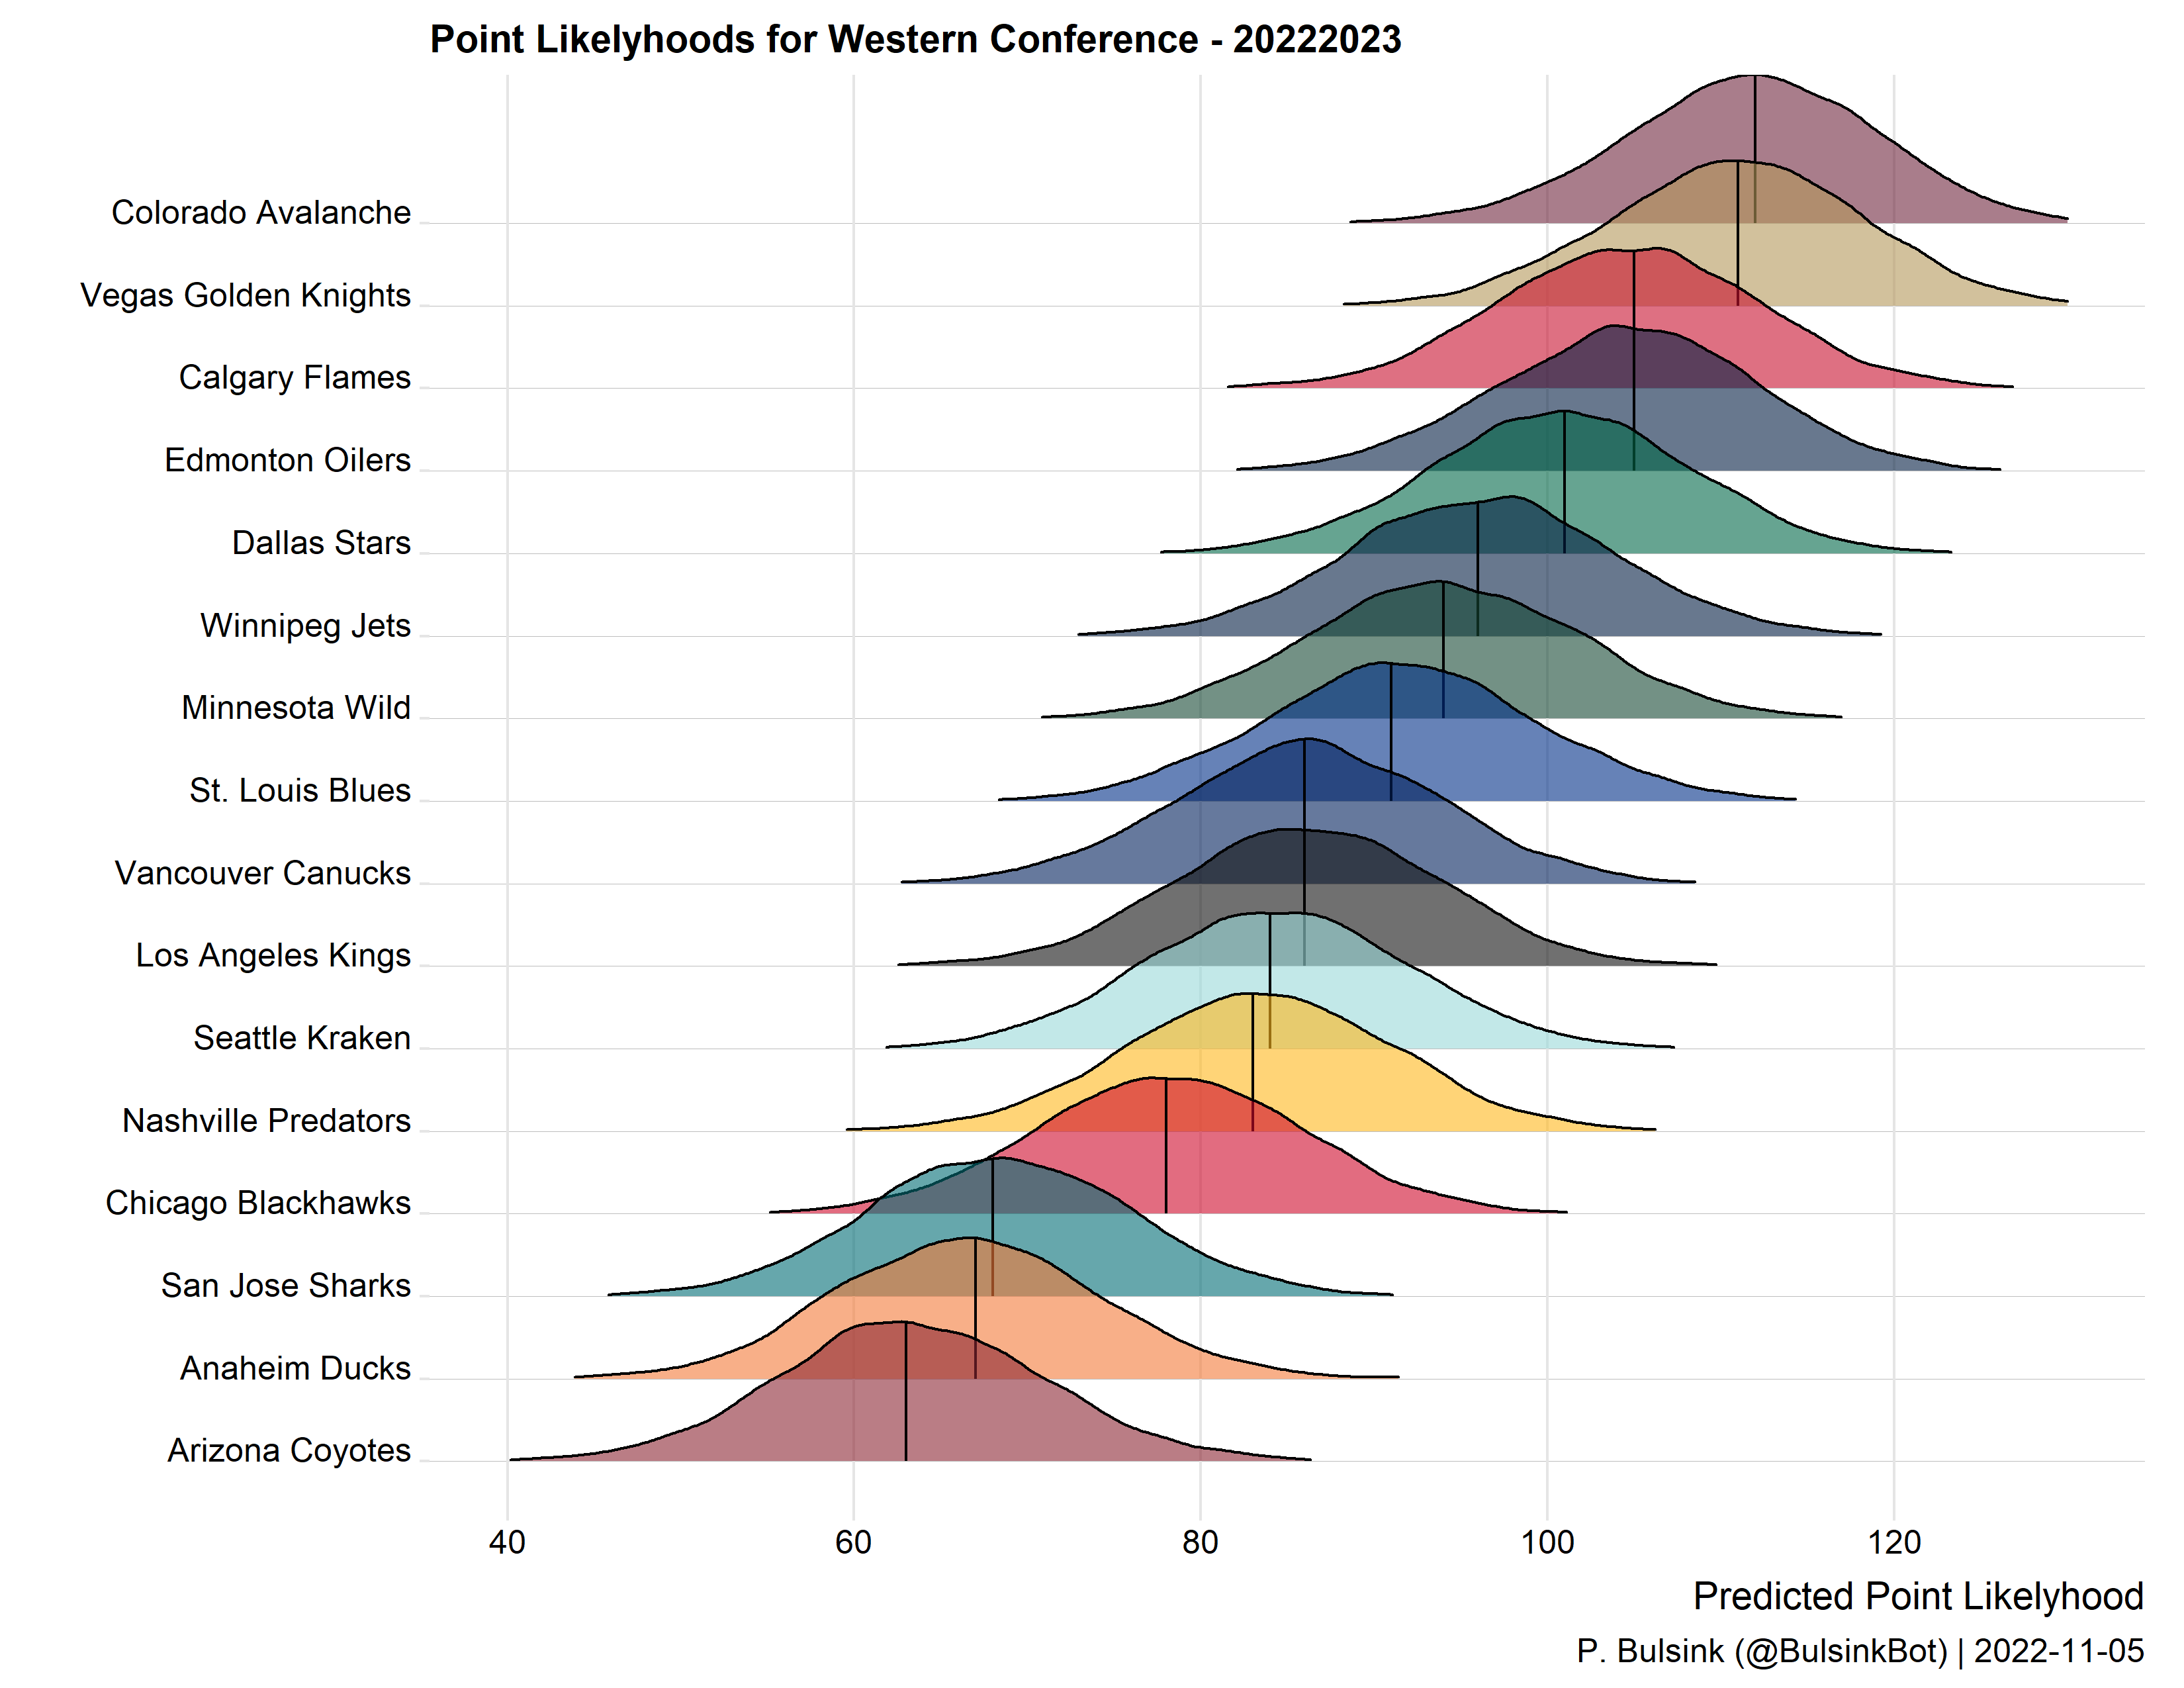 Point Likelyhoods for Western Conference - 20222023
Colorado Avalanche
Vegas Golden Knights
Calgary Flames
Edmonton Oilers
Dallas Stars
Winnipeg Jets
Minnesota Wild
St. Louis Blues
Vancouver Canucks
Los Angeles Kings
Seattle Kraken
Nashville Predators
Chicago Blackhawks
San Jose Sharks
Anaheim Ducks
Arizona Coyotes
40 60 80 100 120
Predicted Point Likelyhood
P. Bulsink (@BulsinkBot) | 2022-11-05